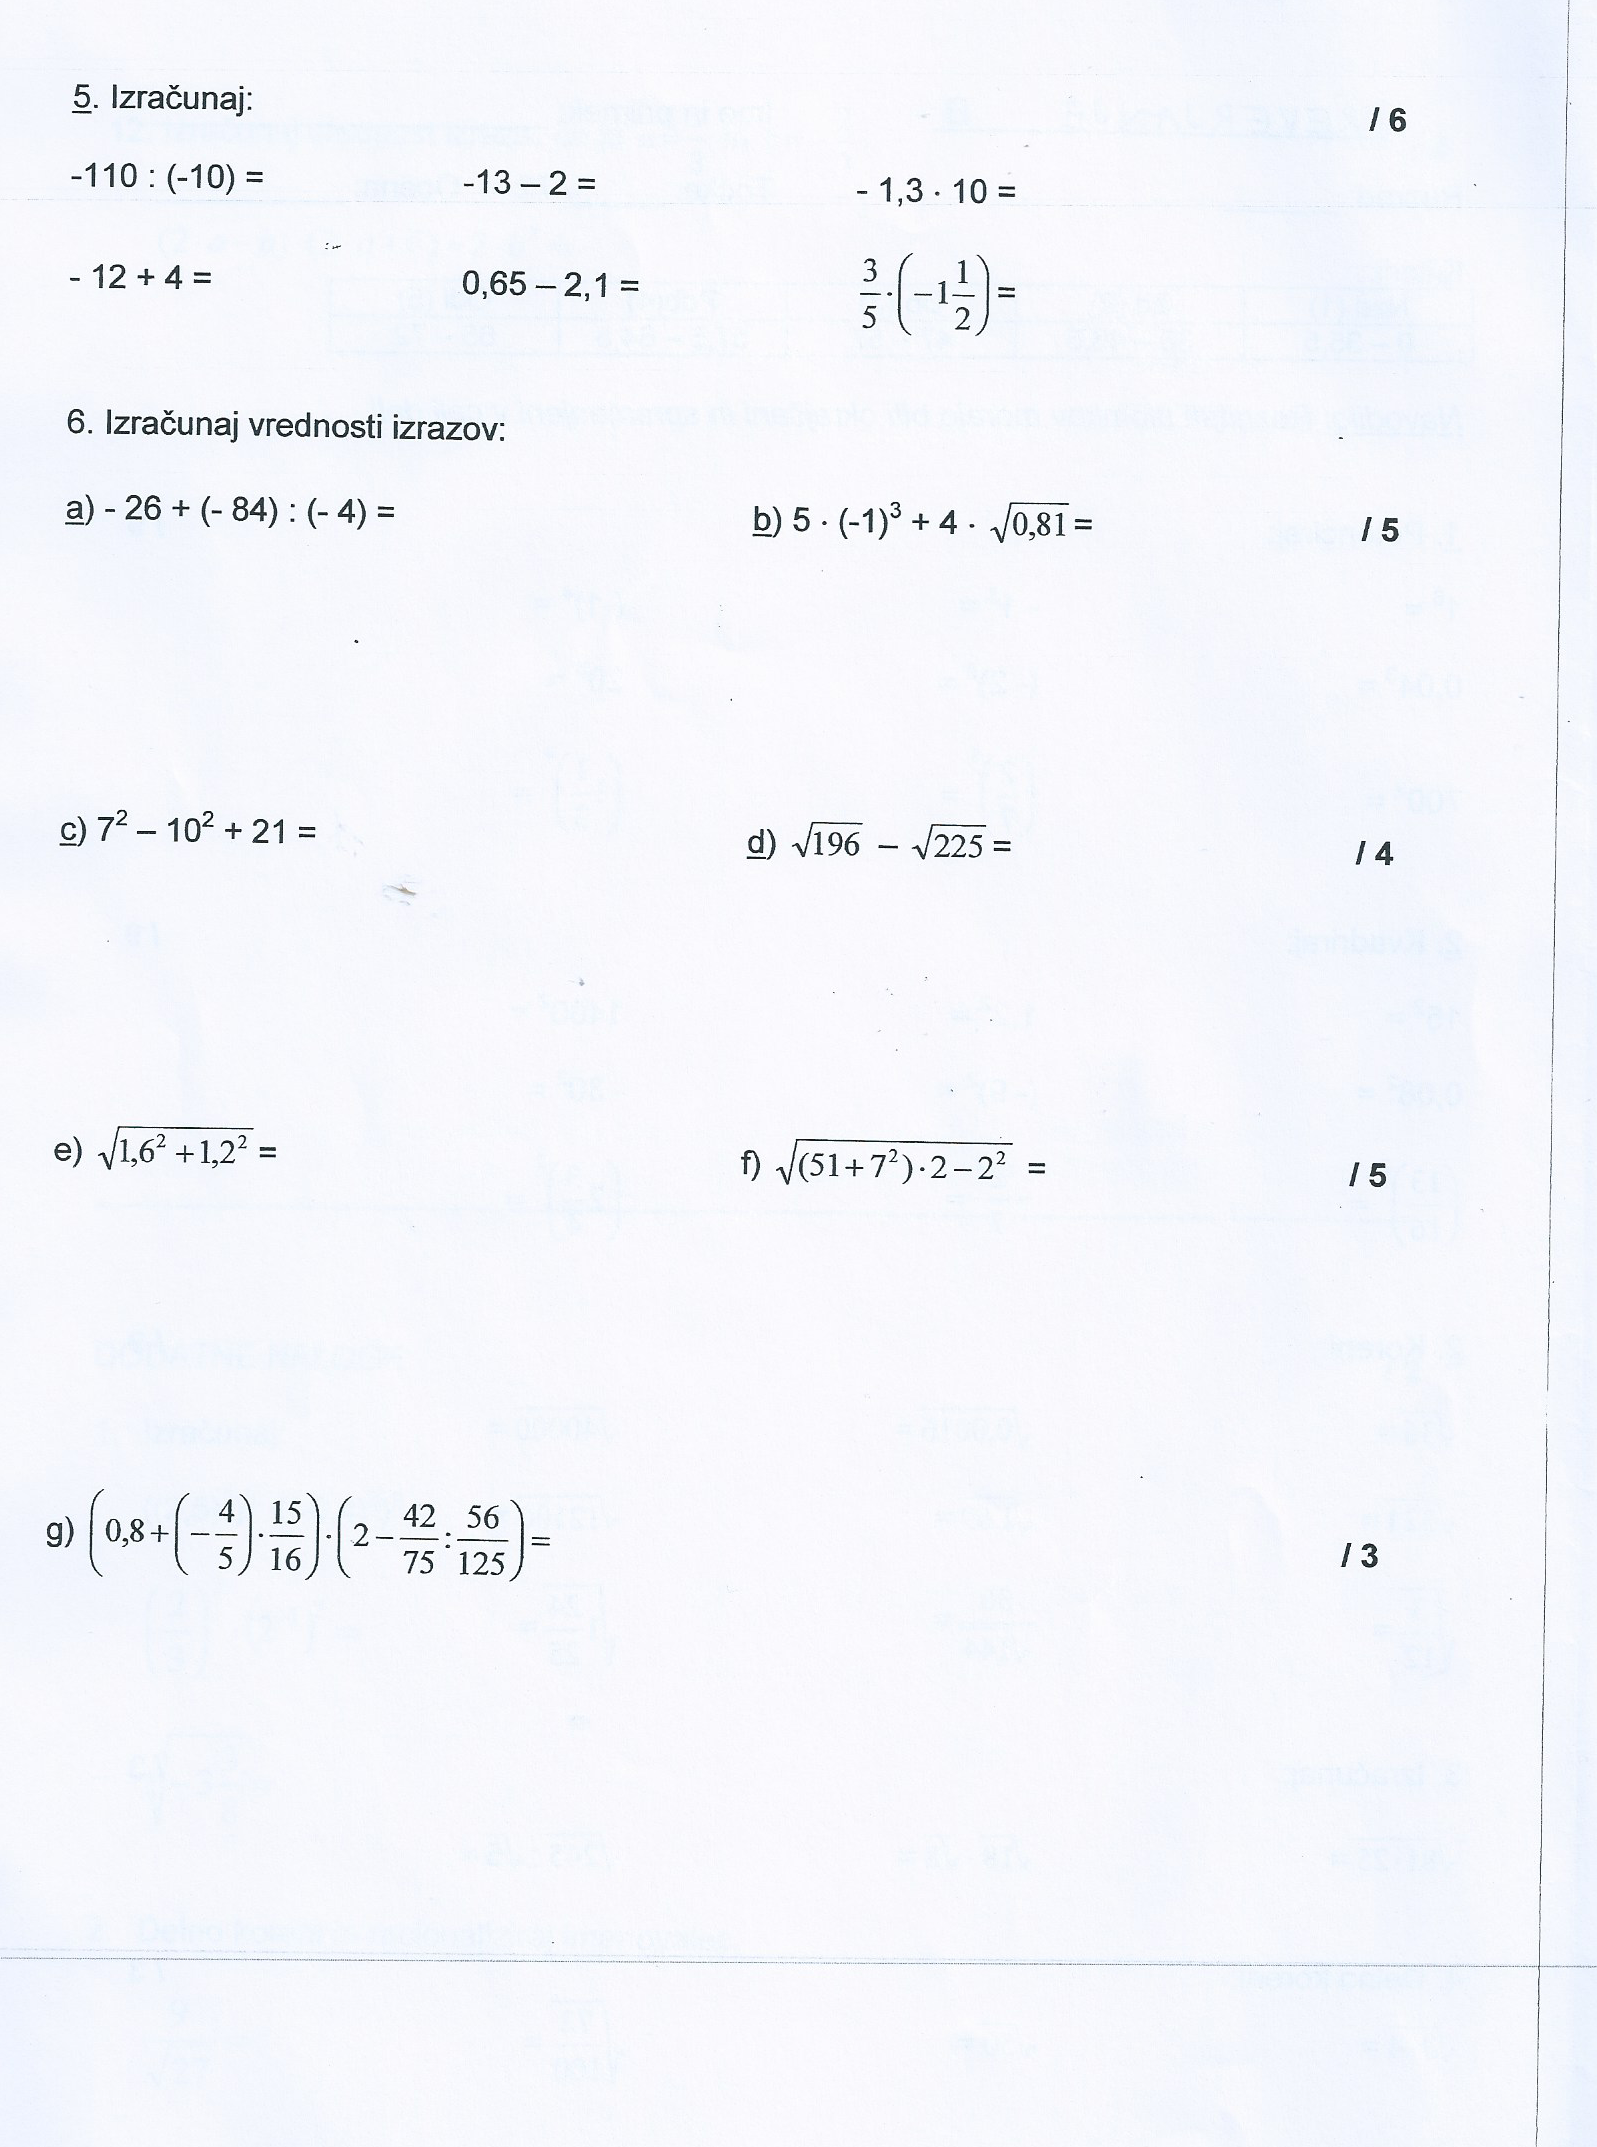 5. Izračunaj:
/ 6
-110 : (-10) = -13 – 2 = - 1,3 · 10 =
- 12 + 4 = 0,65 – 2,1 = 3/5 · (−1 1/2) =
6. Izračunaj vrednosti izrazov:
a) - 26 + (- 84) : (- 4) = b) 5 · (-1)³ + 4 · √0,81 = / 5
c) 7² – 10² + 21 = d) √196 – √225 = / 4
e) √(1,6² + 1,2²) = f) √((51 + 7²) · 2 − 2²) = / 5
g) (0,8 + (−4/5) · 15/16) · (2 − 42/75 : 56/125) = / 3